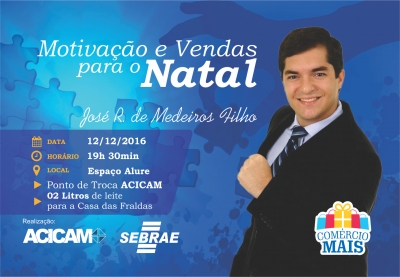 Motivação e Vendas
para o Natal
José R. de Medeiros Filho
DATA 12/12/2016
HORÁRIO 19h 30min
LOCAL Espaço Alure
Ponto de Troca ACICAM
02 Litros de leite
para a Casa das Fraldas
Realização:
ACICAM
SEBRAE
COMÉRCIO
MAIS